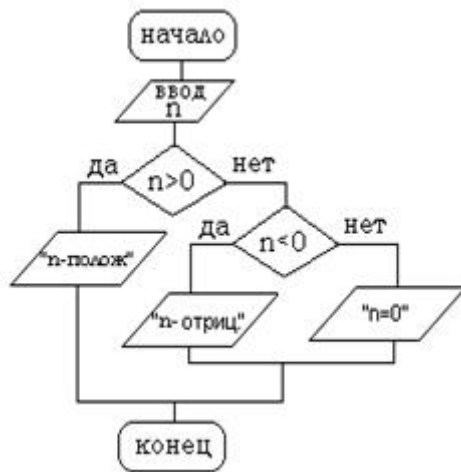 начало
ввод
n
да
n>0
нет
да
n<0
нет
"n-полож"
"n-отриц."
"n=0"
конец